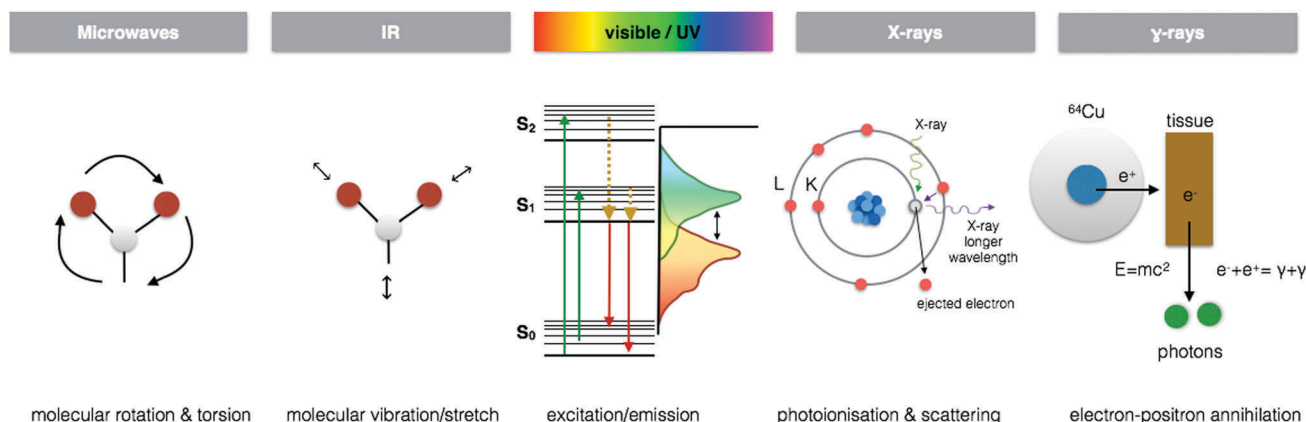 Microwaves
IR
visible / UV
X-rays
γ-rays
S2
S1
S0
L
K
X-ray
X-ray
longer
wavelength
ejected electron
⁶⁴Cu
tissue
e⁺
e⁻
E=mc²
e⁻+e⁺= γ+γ
photons
molecular rotation & torsion
molecular vibration/stretch
excitation/emission
photoionisation & scattering
electron-positron annihilation